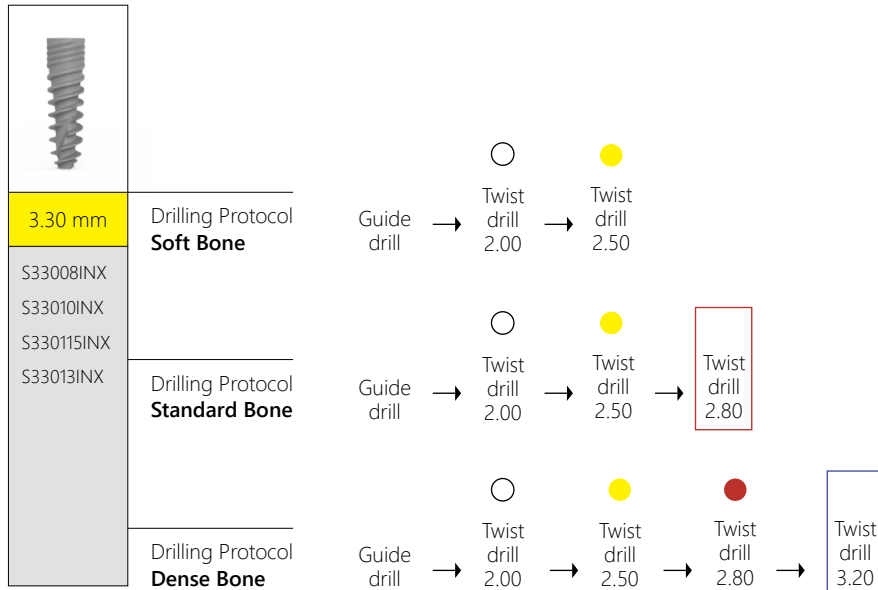 3.30 mm
S33008INX
S33010INX
S330115INX
S33013INX
Drilling Protocol
Soft Bone
Guide
drill
Twist
drill
2.00
Twist
drill
2.50
Drilling Protocol
Standard Bone
Guide
drill
Twist
drill
2.00
Twist
drill
2.50
Twist
drill
2.80
Drilling Protocol
Dense Bone
Guide
drill
Twist
drill
2.00
Twist
drill
2.50
Twist
drill
2.80
Twist
drill
3.20